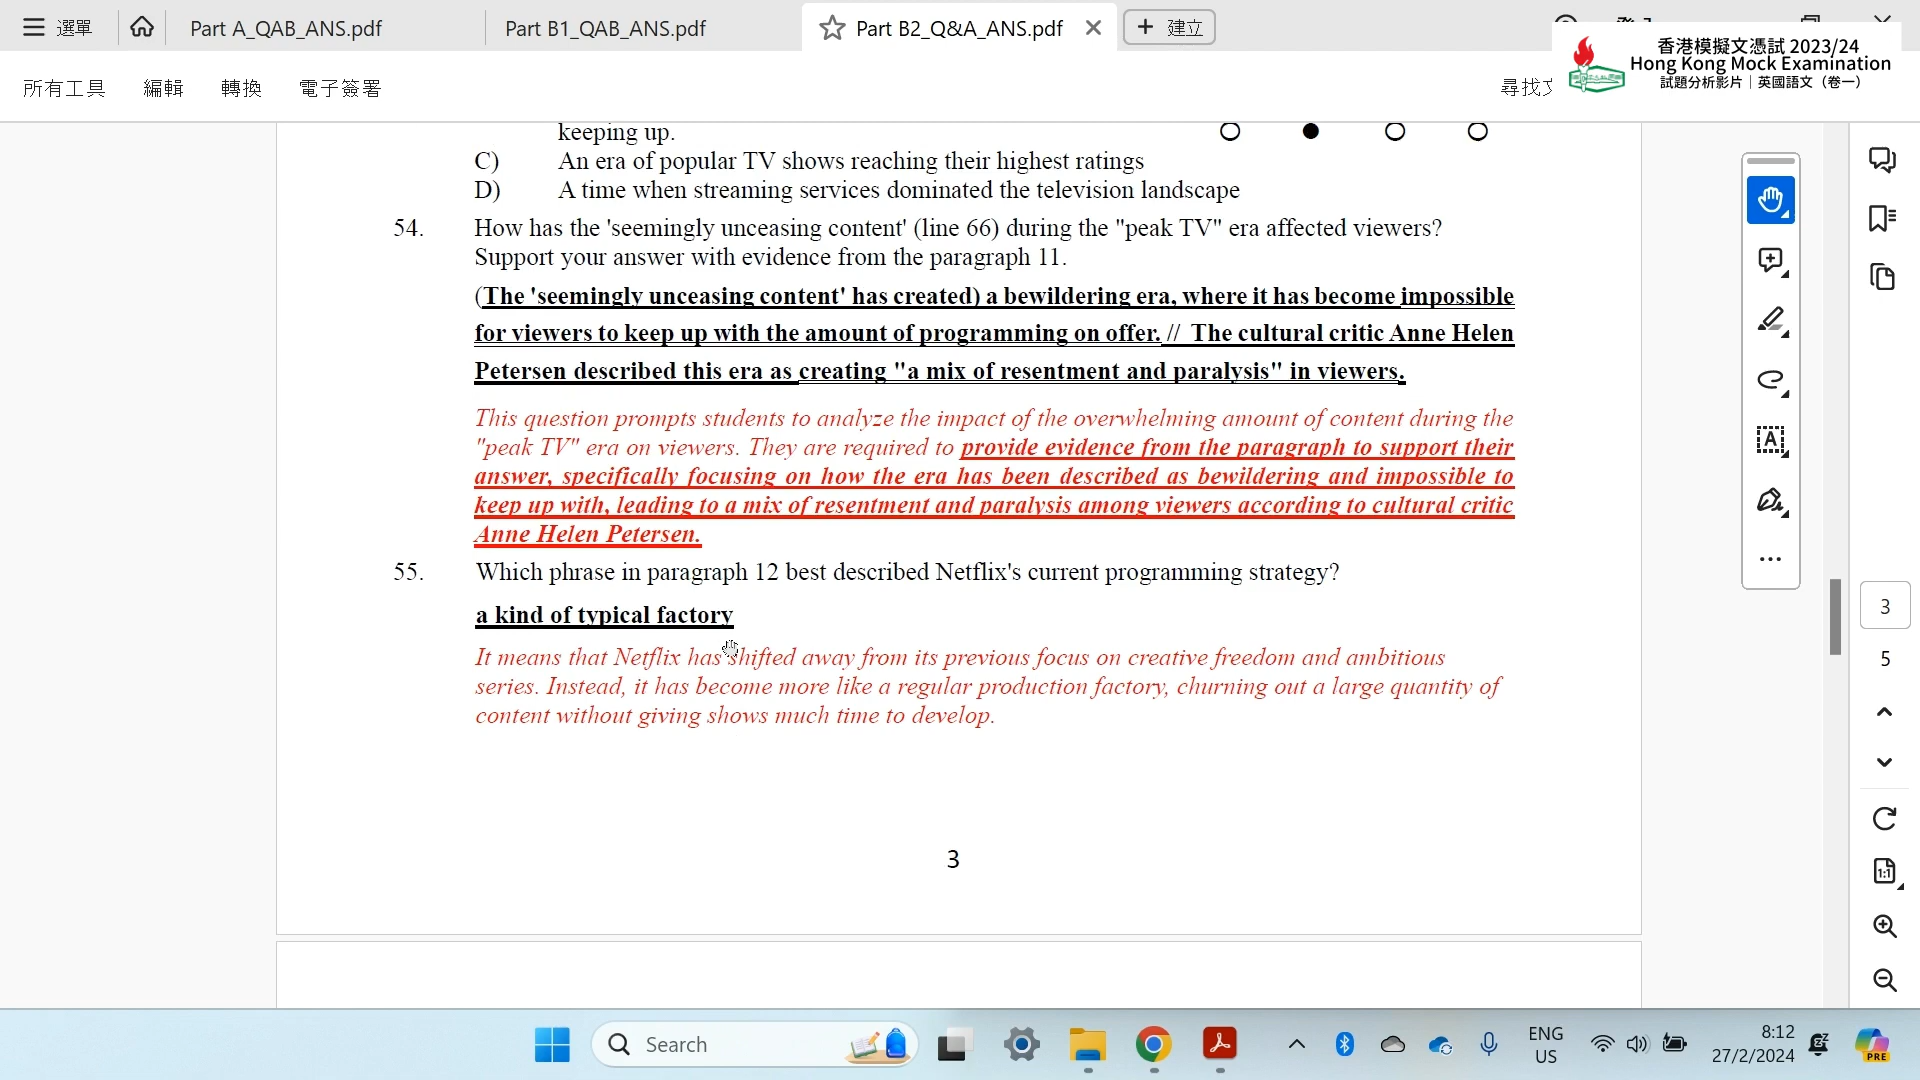 選單
Part A_QAB_ANS.pdf
Part B1_QAB_ANS.pdf
Part B2_Q&A_ANS.pdf
建立
所有工具
編輯
轉換
電子簽署
尋找文
香港模擬文憑試 2023/24
Hong Kong Mock Examination
試題分析影片｜英國語文（卷一）
keeping up.
C) An era of popular TV shows reaching their highest ratings
D) A time when streaming services dominated the television landscape
54. How has the 'seemingly unceasing content' (line 66) during the "peak TV" era affected viewers?
Support your answer with evidence from the paragraph 11.
(The 'seemingly unceasing content' has created) a bewildering era, where it has become impossible
for viewers to keep up with the amount of programming on offer. // The cultural critic Anne Helen
Petersen described this era as creating "a mix of resentment and paralysis" in viewers.
This question prompts students to analyze the impact of the overwhelming amount of content during the
"peak TV" era on viewers. They are required to provide evidence from the paragraph to support their
answer, specifically focusing on how the era has been described as bewildering and impossible to
keep up with, leading to a mix of resentment and paralysis among viewers according to cultural critic
Anne Helen Petersen.
55. Which phrase in paragraph 12 best described Netflix's current programming strategy?
a kind of typical factory
It means that Netflix has shifted away from its previous focus on creative freedom and ambitious
series. Instead, it has become more like a regular production factory, churning out a large quantity of
content without giving shows much time to develop.
3
3
5
Search
ENG
US
8:12
27/2/2024
PRE